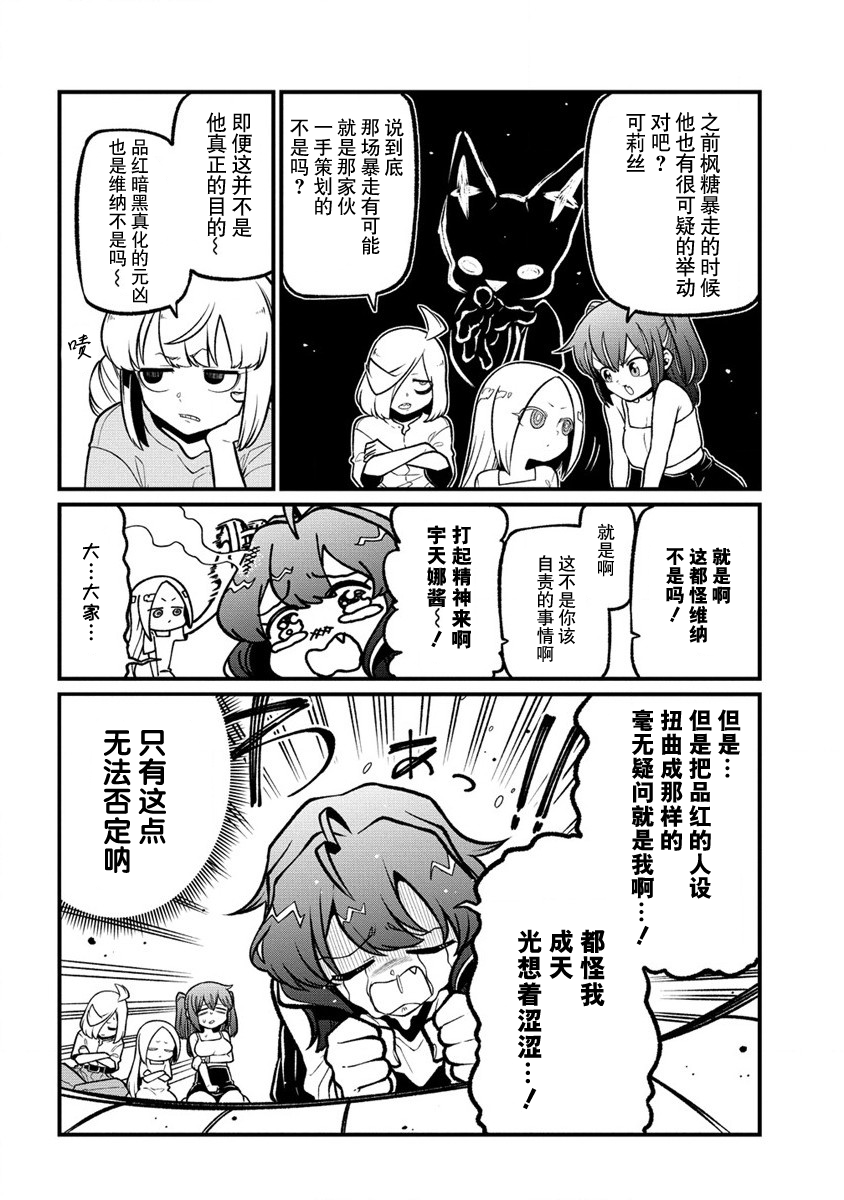 之前枫糖暴走的时候
他也有很可疑的举动
对吧？
可莉丝
说到底
那场暴走有可能
就是那家伙
一手策划的
不是吗？
即便这并不是
他真正的目的～
品红暗黑真化的元凶
也是维纳不是吗～
啧
就是啊
这都怪维纳
不是吗！
就是啊
这不是你该
自责的事情啊
打起精神来啊
宇天娜酱～！
大…大家…
但是…
但是把品红的人设
扭曲成那样的
毫无疑问就是我啊…！
都怪我
成天
光想着涩涩…！
只有这点
无法否定呐